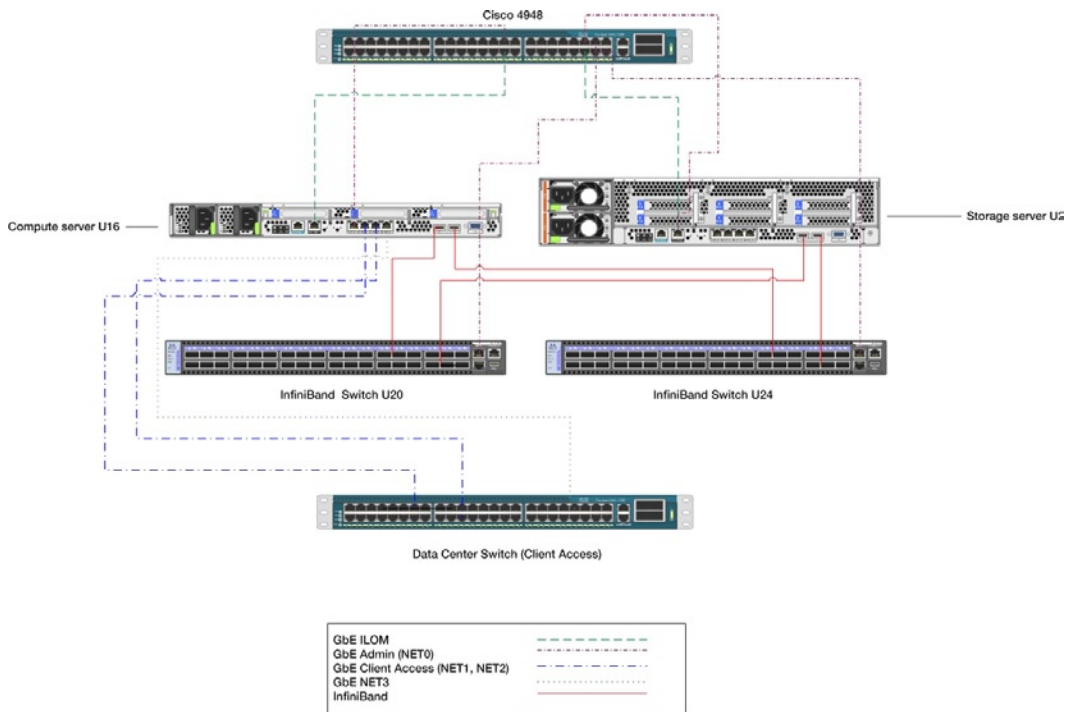 Cisco 4948
Compute server U16
Storage server U2
InfiniBand Switch U20
InfiniBand Switch U24
Data Center Switch (Client Access)
GbE ILOM
GbE Admin (NET0)
GbE Client Access (NET1, NET2)
GbE NET3
InfiniBand